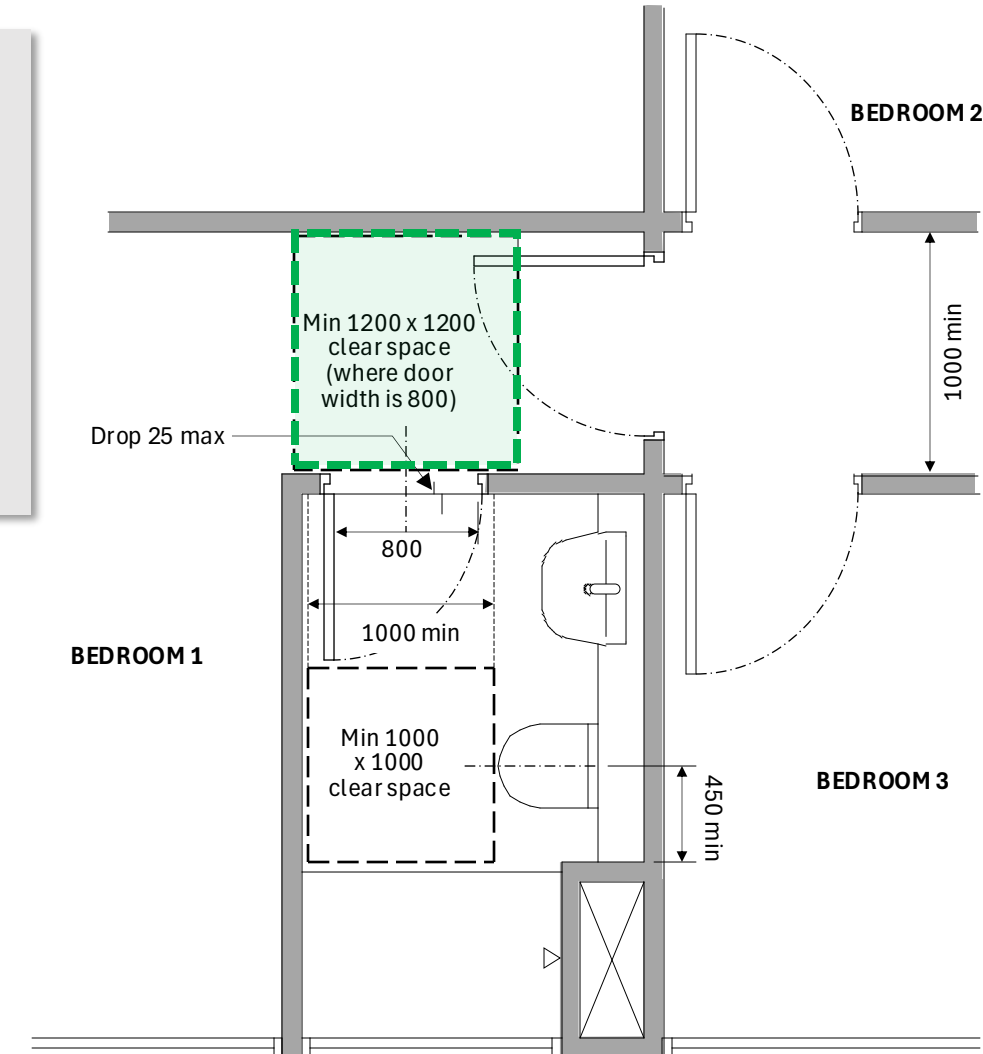 BEDROOM 2
Min 1200 x 1200
clear space
(where door
width is 800)
1000 min
Drop 25 max
800
1000 min
BEDROOM 1
Min 1000
x 1000
clear space
450 min
BEDROOM 3